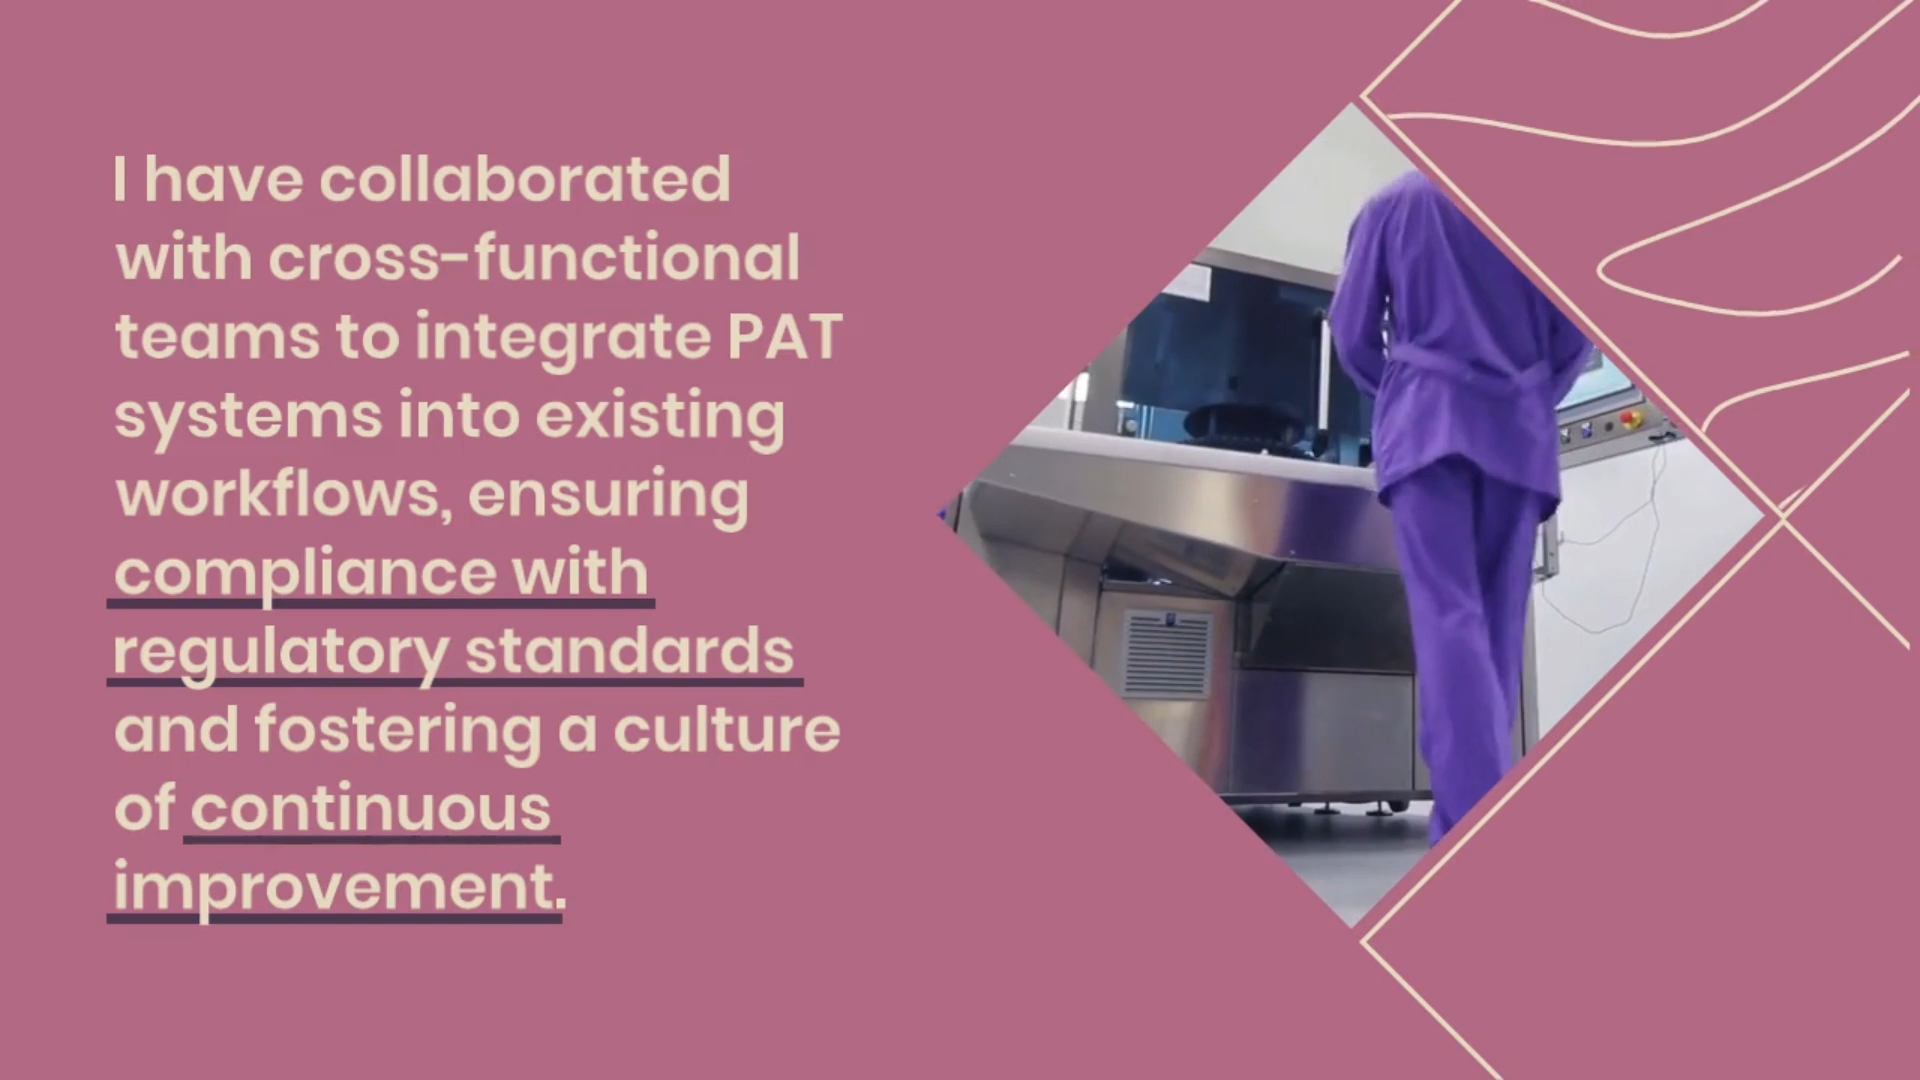 I have collaborated
with cross-functional
teams to integrate PAT
systems into existing
workflows, ensuring
compliance with
regulatory standards
and fostering a culture
of continuous
improvement.